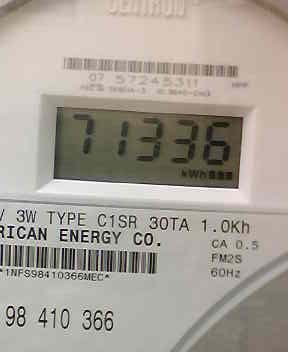 CENTRON
07 57245311
71336
kWh
V 3W TYPE C1SR 30TA 1.0Kh
RICAN ENERGY CO.
CA 0.5
FM2S
60Hz
*1NFS98410366MEC*
98 410 366